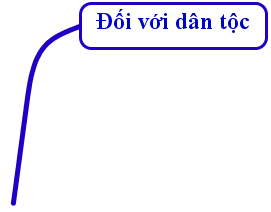 Đối với dân tộc